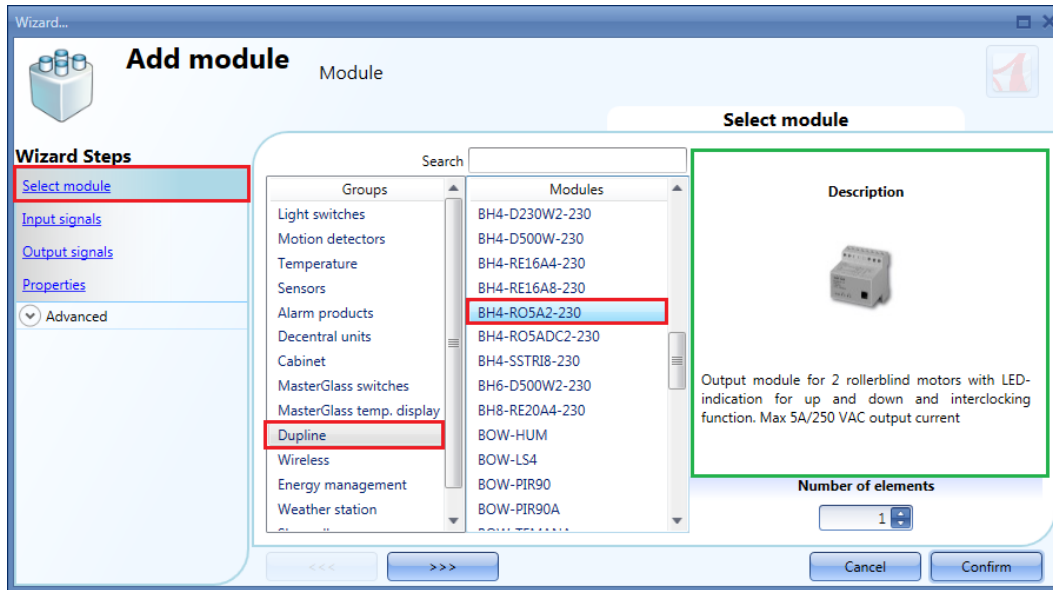 Wizard...
Add module
Module
Select module
Wizard Steps
Select module
Input signals
Output signals
Properties
Advanced
Search
Groups
Light switches
Motion detectors
Temperature
Sensors
Alarm products
Decentral units
Cabinet
MasterGlass switches
MasterGlass temp. display
Dupline
Wireless
Energy management
Weather station
Modules
BH4-D230W2-230
BH4-D500W-230
BH4-RE16A4-230
BH4-RE16A8-230
BH4-RO5A2-230
BH4-RO5ADC2-230
BH4-SSTRI8-230
BH6-D500W2-230
BH8-RE20A4-230
BOW-HUM
BOW-LS4
BOW-PIR90
BOW-PIR90A
Description
Output module for 2 rollerblind motors with LED-
indication for up and down and interclocking
function. Max 5A/250 VAC output current
Number of elements
1
<<<
>>>
Cancel
Confirm